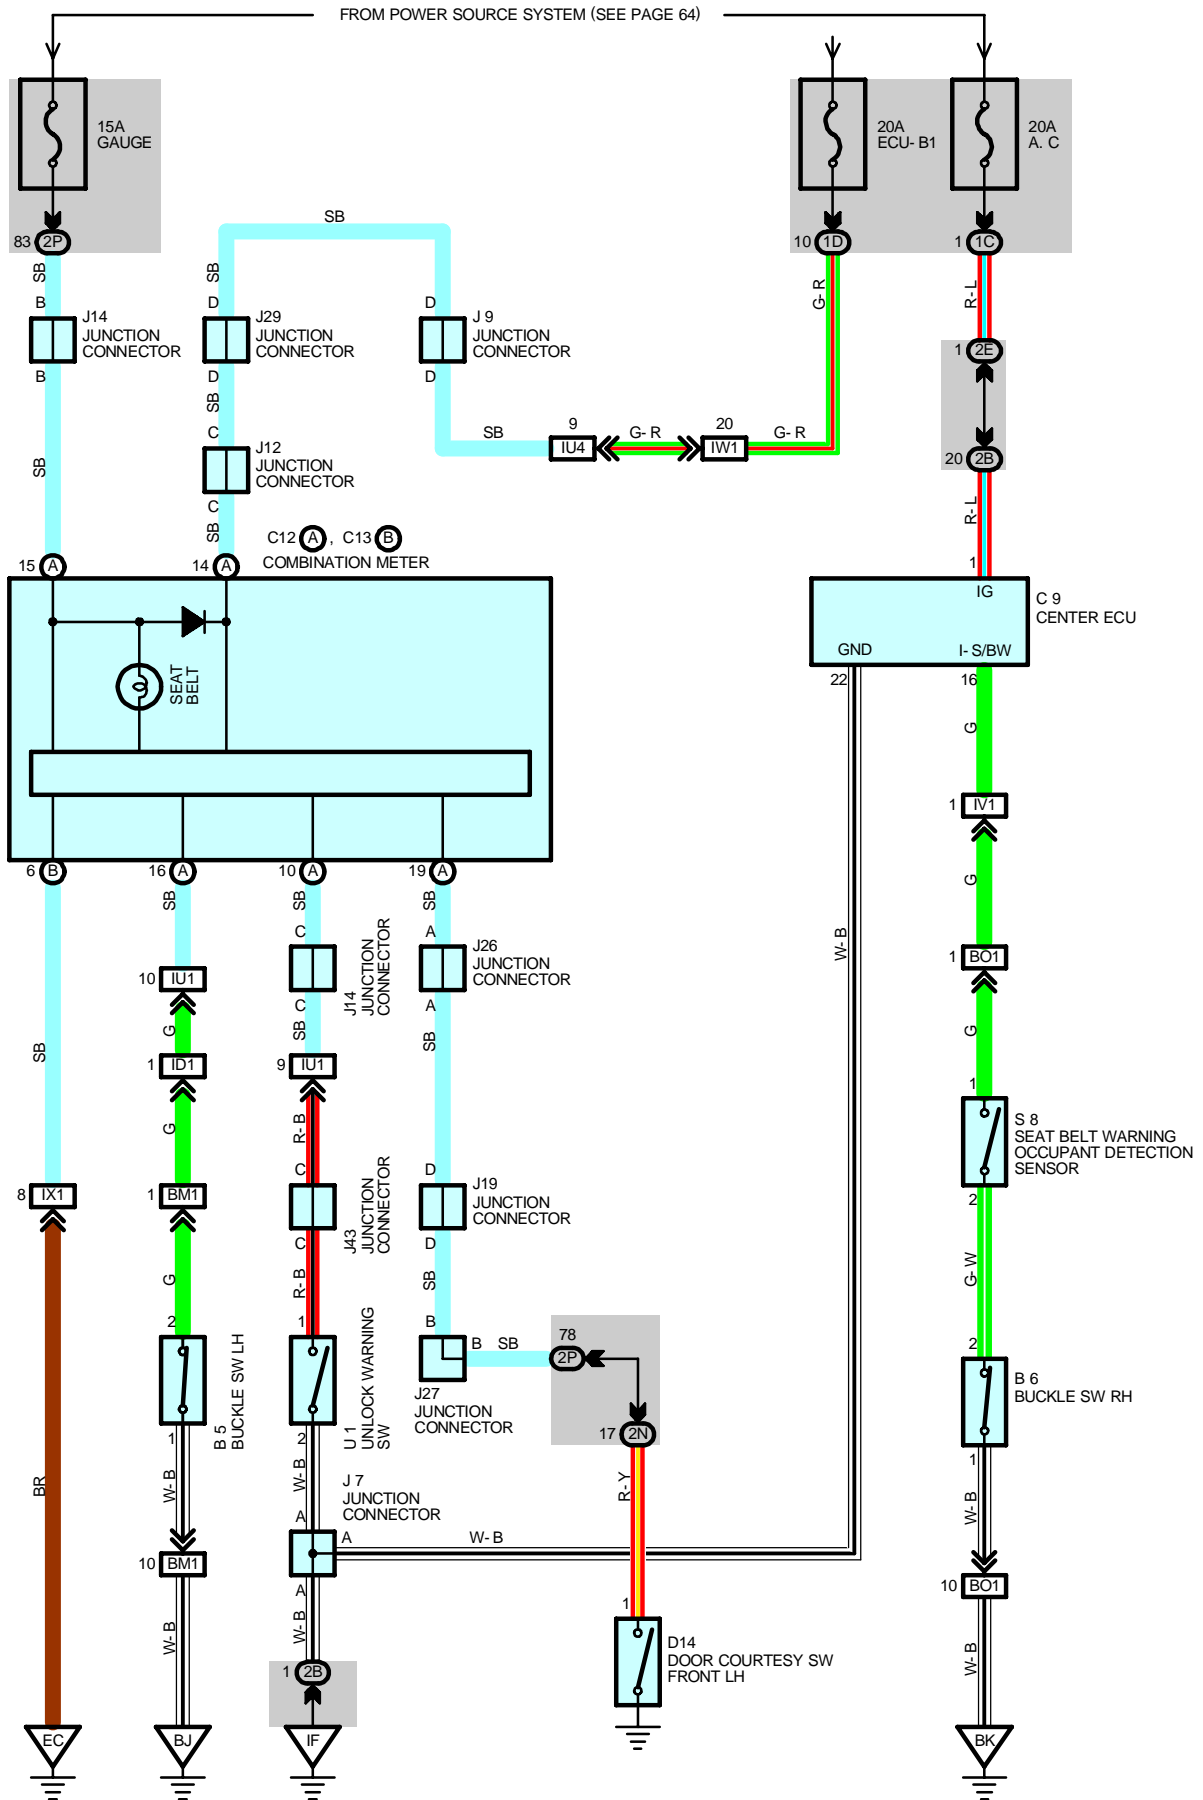 FROM POWER SOURCE SYSTEM (SEE PAGE 64)
15A
GAUGE
20A
ECU- B1
20A
A. C
83 2P
10 1D
1 1C
SB
SB
SB
G- R
R- L
B
J14
JUNCTION
CONNECTOR
B
D
J29
JUNCTION
CONNECTOR
D
D
J 9
JUNCTION
CONNECTOR
D
1 2E
SB
SB
C
J12
JUNCTION
CONNECTOR
C
SB
SB
9
IU4
G- R
20
IW1
G- R
20 2B
R- L
C12 A , C13 B
COMBINATION METER
15 A
14 A
1
IG
C 9
CENTER ECU
GND
I- S/BW
22
16
SEAT
BELT
G
1 IV1
6 B
16 A
10 A
19 A
SB
SB
SB
G
C
J14
JUNCTION
CONNECTOR
C
A
J26
JUNCTION
CONNECTOR
A
W- B
1 BO1
10 IU1
SB
G
SB
SB
G
1 ID1
9 IU1
1
S 8
SEAT BELT WARNING
OCCUPANT DETECTION
SENSOR
2
G
R- B
8 IX1
1 BM1
C
J43
JUNCTION
CONNECTOR
C
D
J19
JUNCTION
CONNECTOR
D
G
R- B
SB
G- W
2
B 5
BUCKLE SW LH
1
1
U 1
UNLOCK WARNING
SW
2
B
B SB
J27
JUNCTION
CONNECTOR
78
2P
17 2N
2
B 6
BUCKLE SW RH
1
BR
W- B
W- B
R- Y
W- B
J 7
JUNCTION
CONNECTOR
A
A
W- B
A
10 BM1
10 BO1
W- B
W- B
W- B
1
D14
DOOR COURTESY SW
FRONT LH
1 2B
EC
BJ
IF
BK